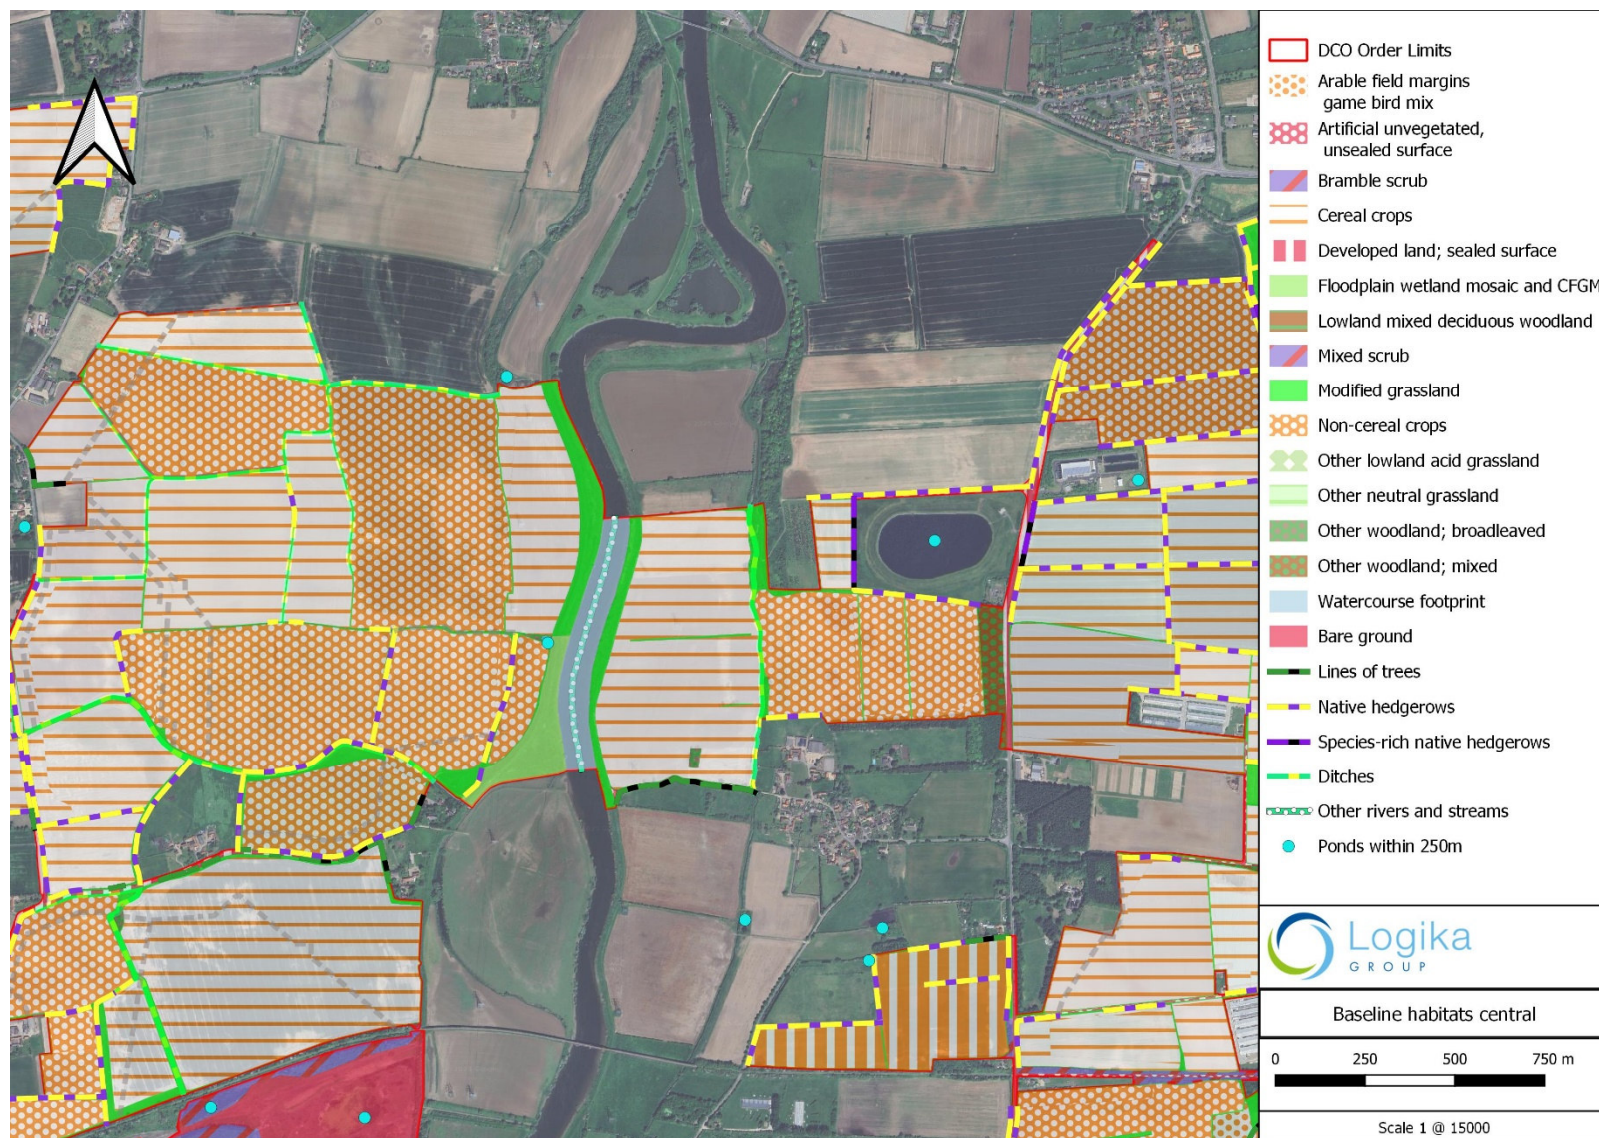 DCO Order Limits
Arable field margins
game bird mix
Artificial unvegetated,
unsealed surface
Bramble scrub
Cereal crops
Developed land; sealed surface
Floodplain wetland mosaic and CFGM
Lowland mixed deciduous woodland
Mixed scrub
Modified grassland
Non-cereal crops
Other lowland acid grassland
Other neutral grassland
Other woodland; broadleaved
Other woodland; mixed
Watercourse footprint
Bare ground
Lines of trees
Native hedgerows
Species-rich native hedgerows
Ditches
Other rivers and streams
Ponds within 250m
Logika
GROUP
Baseline habitats central
0 250 500 750 m
Scale 1 @ 15000